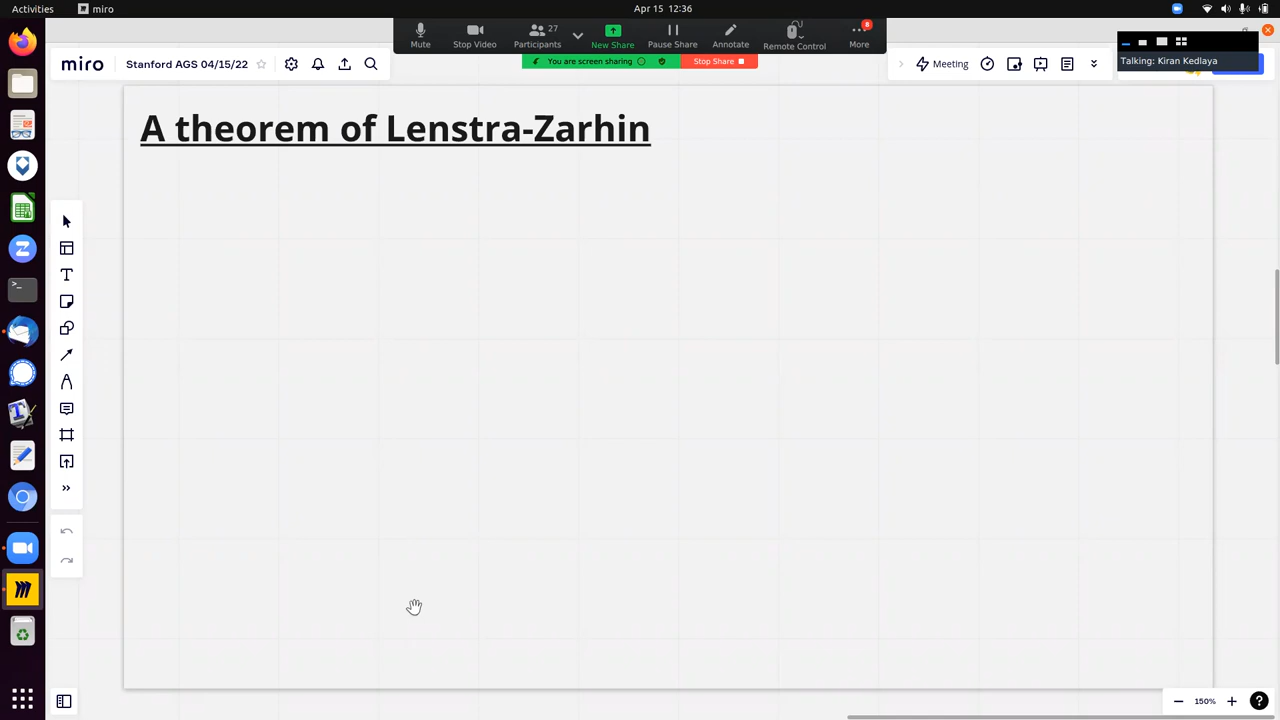 Activities
miro
Apr 15 12:36
Mute
Stop Video
27
Participants
New Share
Pause Share
Annotate
Remote Control
8
More
You are screen sharing
Stop Share
Talking: Kiran Kedlaya
miro
Stanford AGS 04/15/22
Meeting
A theorem of Lenstra-Zarhin
T
150%
?